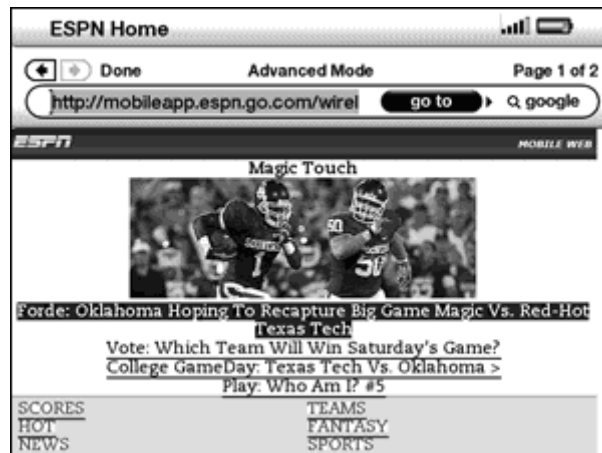 ESPN Home
Done Advanced Mode Page 1 of 2
http://mobileapp.espn.go.com/wirel go to google
ESPN MOBILE WEB
Magic Touch
1 50
Forde: Oklahoma Hoping To Recapture Big Game Magic Vs. Red-Hot
Texas Tech
Vote: Which Team Will Win Saturday's Game?
College GameDay: Texas Tech Vs. Oklahoma >
Play: Who Am I? #5
SCORES TEAMS
HOT FANTASY
NEWS SPORTS